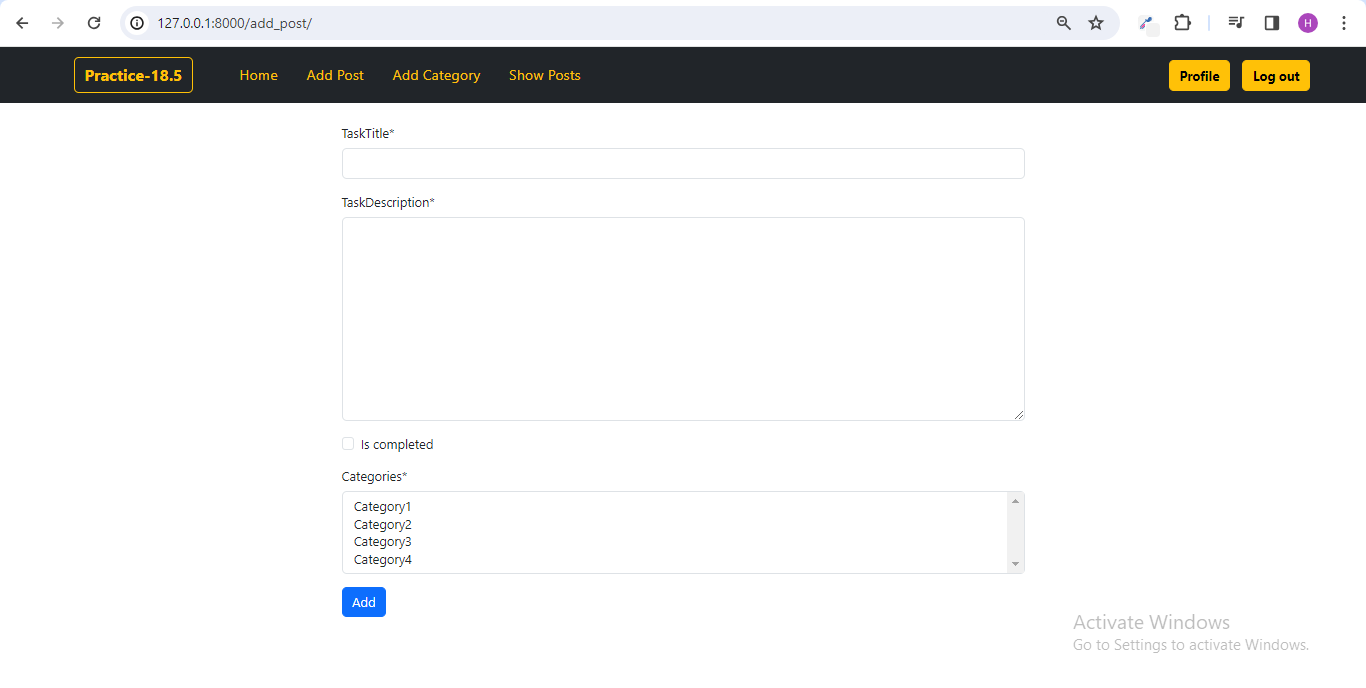 127.0.0.1:8000/add_post/
H
Practice-18.5 Home Add Post Add Category Show Posts Profile Log out
TaskTitle*
TaskDescription*
Is completed
Categories*
Category1
Category2
Category3
Category4
Add
Activate Windows
Go to Settings to activate Windows.